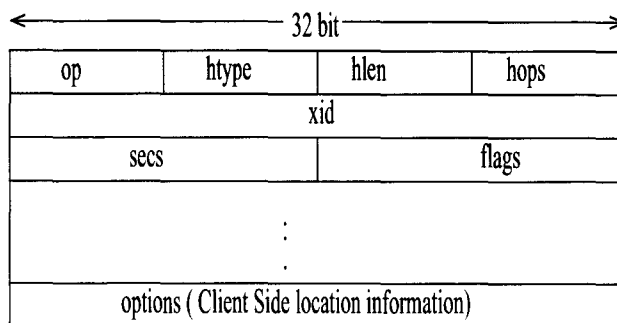 32 bit
op htype hlen hops
xid
secs flags
:
.
options ( Client Side location information)